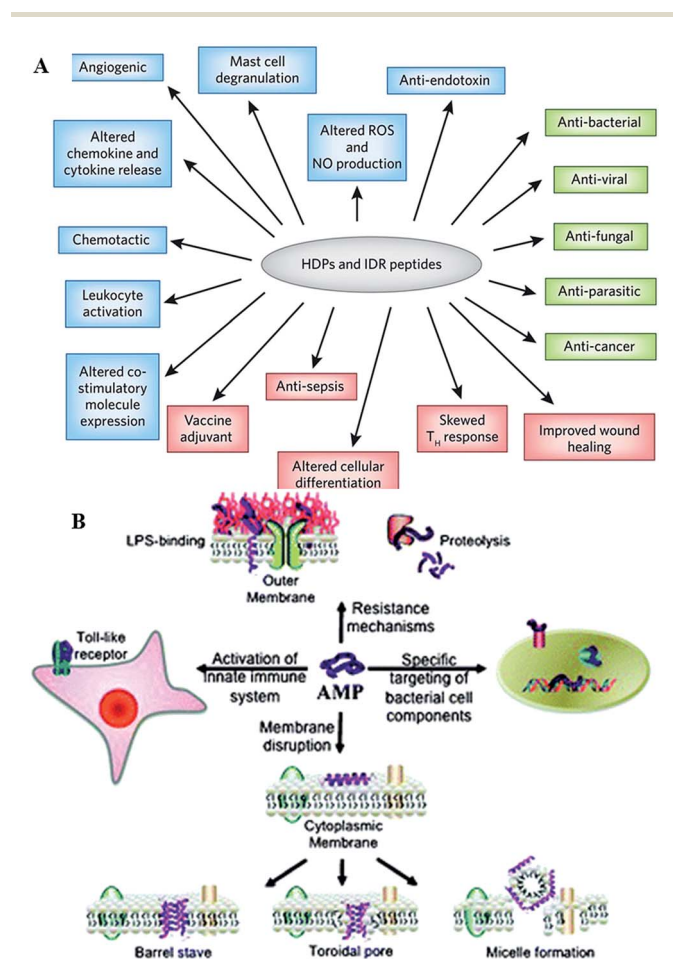 A
Angiogenic
Mast cell
degranulation
Anti-endotoxin
Altered
chemokine and
cytokine release
Altered ROS
and
NO production
Anti-bacterial
Anti-viral
Chemotactic
HDPs and IDR peptides
Anti-fungal
Leukocyte
activation
Anti-parasitic
Anti-cancer
Altered co-
stimulatory
molecule
expression
Vaccine
adjuvant
Anti-sepsis
Altered cellular
differentiation
Skewed
TH response
Improved wound
healing
B
LPS-binding
Outer
Membrane
Proteolysis
Resistance
mechanisms
Toll-like
receptor
Activation of
innate immune
system
AMP
Specific
targeting of
bacterial cell
components
Membrane
disruption
Cytoplasmic
Membrane
Barrel stave
Toroidal pore
Micelle formation